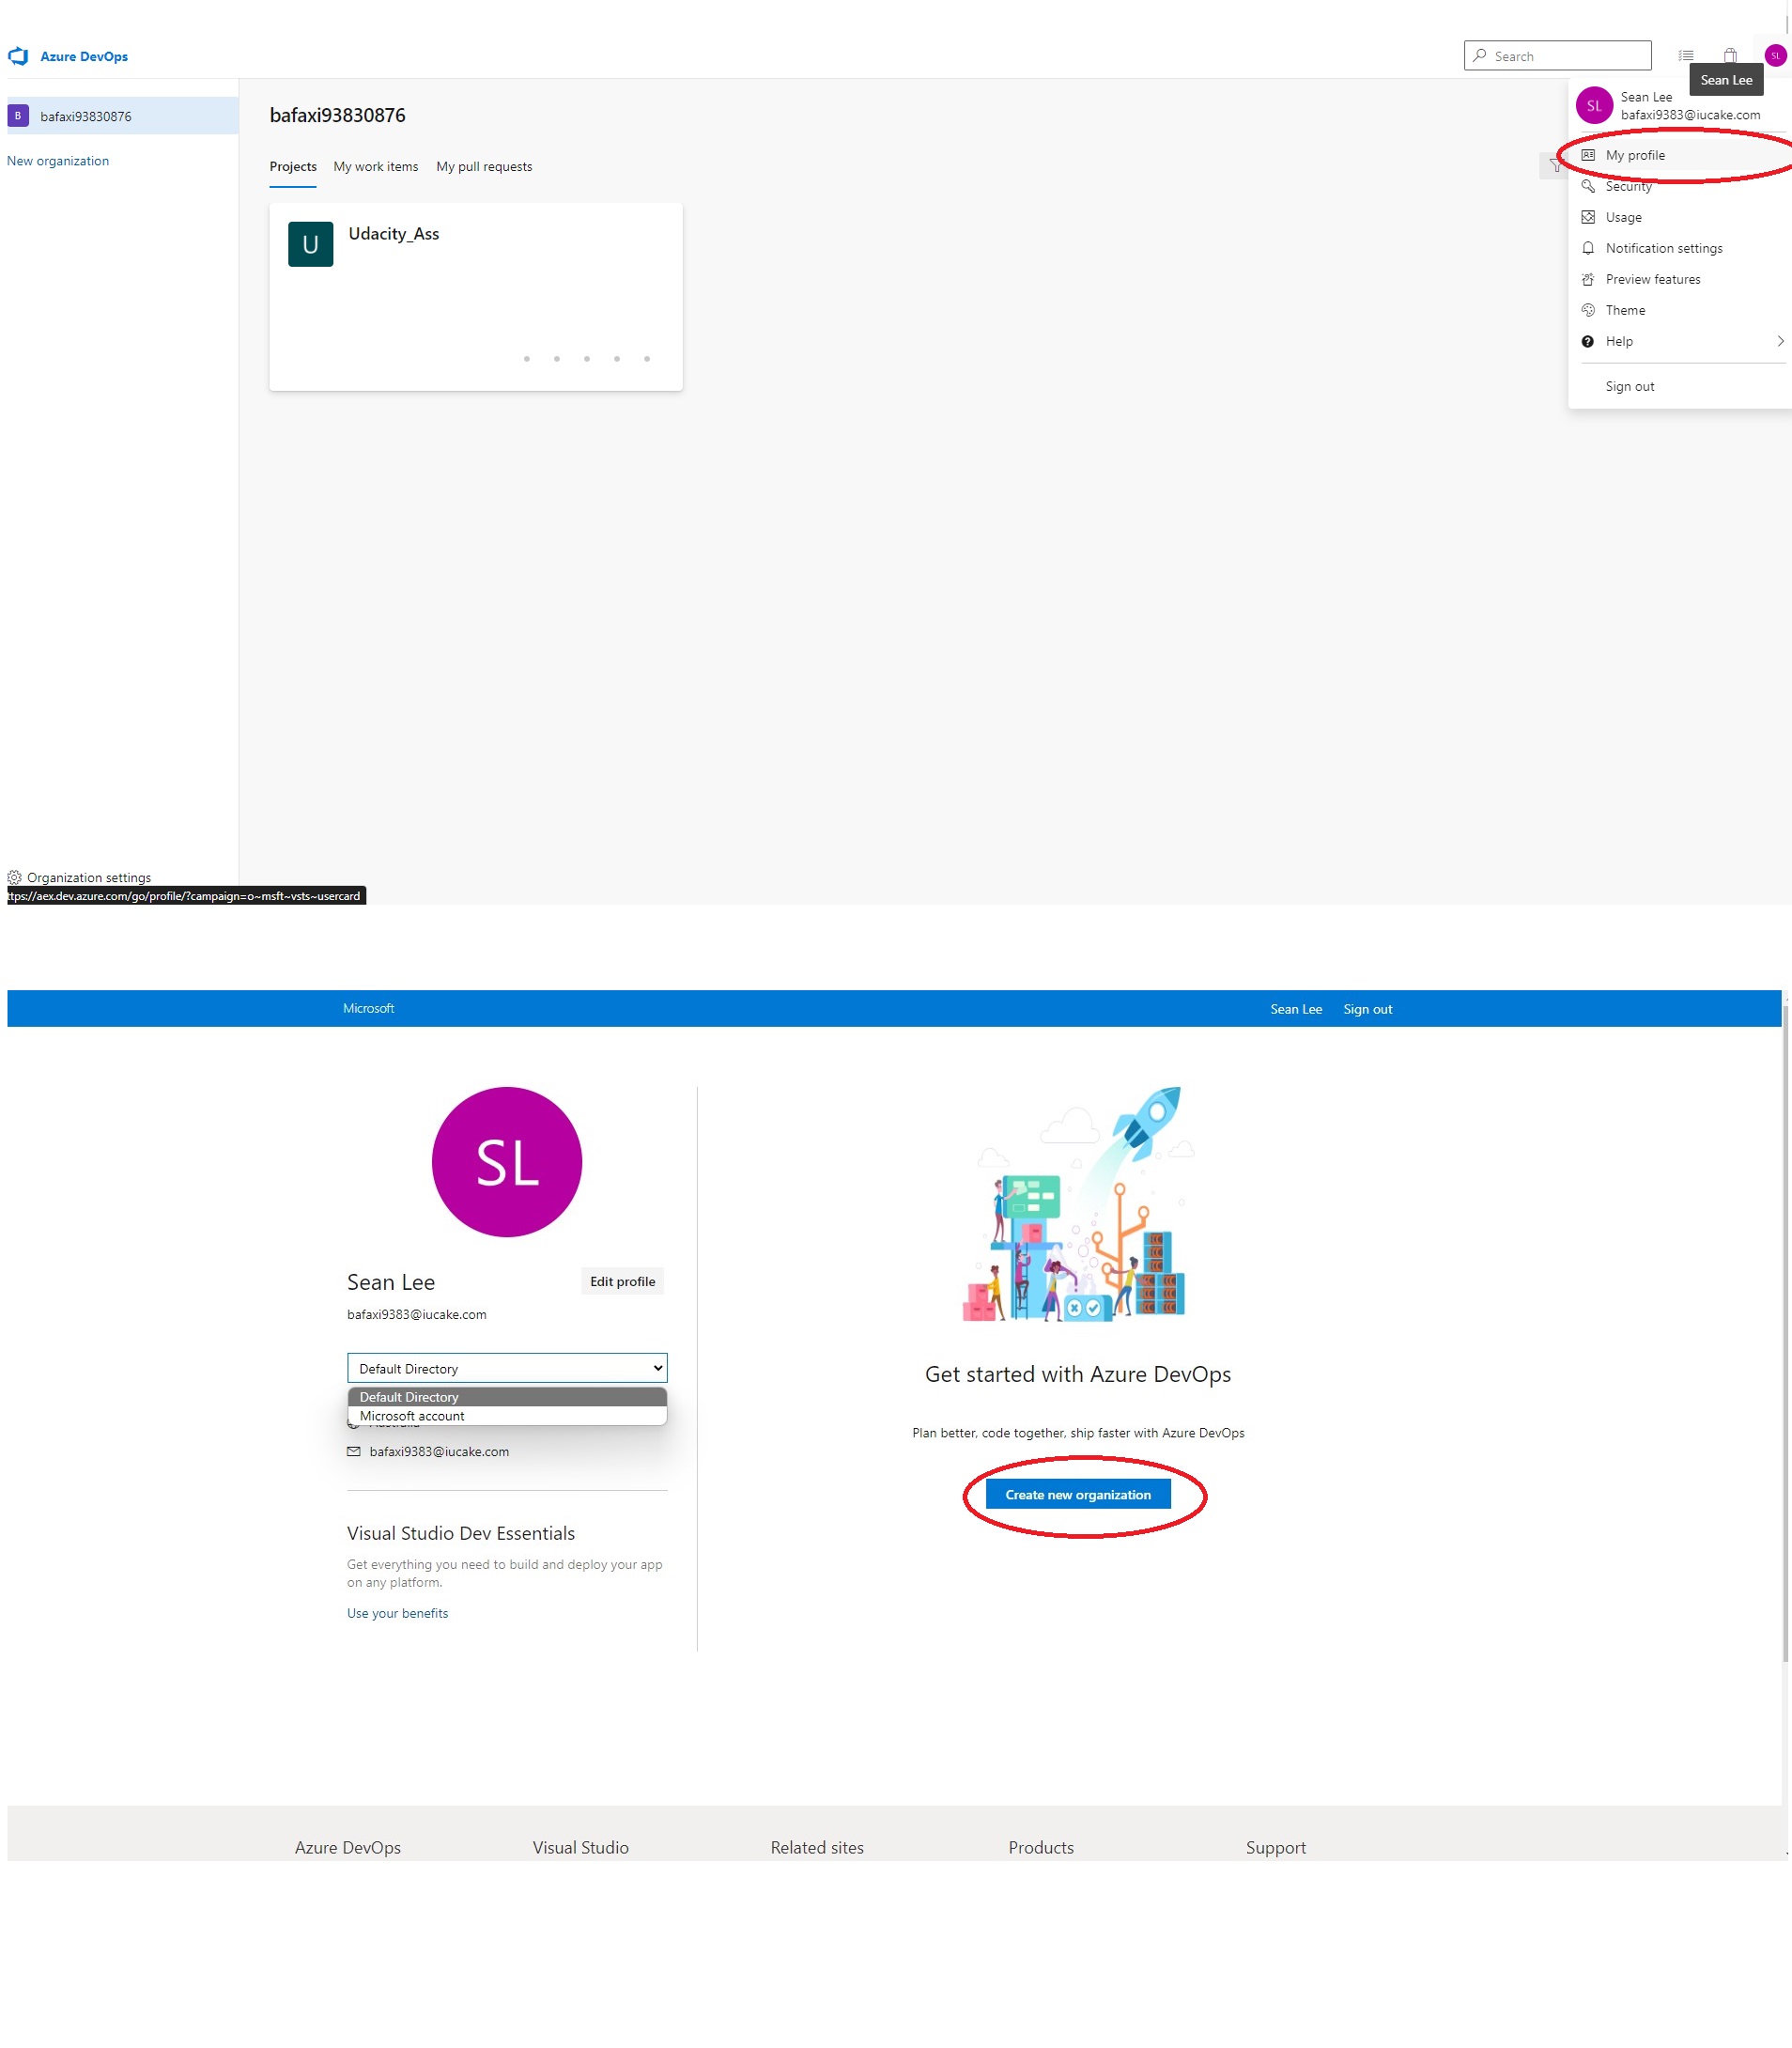 Azure DevOps
Search
SL
Sean Lee
B
bafaxi93830876
New organization
bafaxi93830876
Projects
My work items
My pull requests
U
Udacity_Ass
SL
Sean Lee
bafaxi9383@iucake.com
My profile
Security
Usage
Notification settings
Preview features
Theme
Help
Sign out
Organization settings
ttps://aex.dev.azure.com/go/profile/?campaign=o~msft~vsts~usercard
Microsoft
Sean Lee
Sign out
SL
Sean Lee
Edit profile
bafaxi9383@iucake.com
Default Directory
Default Directory
Microsoft account
Australia
bafaxi9383@iucake.com
Visual Studio Dev Essentials
Get everything you need to build and deploy your app
on any platform.
Use your benefits
Get started with Azure DevOps
Plan better, code together, ship faster with Azure DevOps
Create new organization
Azure DevOps
Visual Studio
Related sites
Products
Support